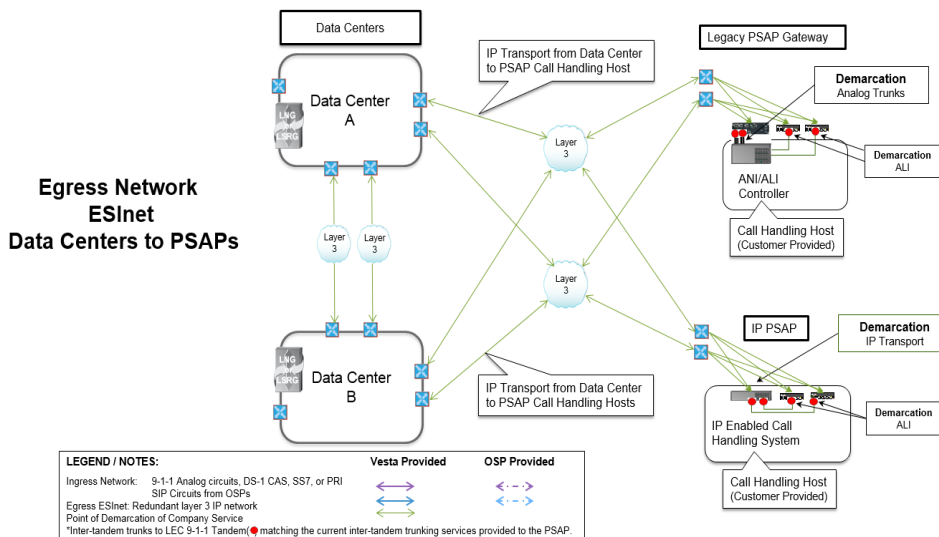 Data Centers
Legacy PSAP Gateway
IP Transport from Data Center
to PSAP Call Handling Host
Demarcation
Analog Trunks
Data Center
A
LNG
LSRG
Layer
3
Demarcation
ALI
ANI/ALI
Controller
Call Handling Host
(Customer Provided)
Egress Network
ESInet
Data Centers to PSAPs
Layer
3
Layer
3
Layer
3
IP PSAP
Demarcation
IP Transport
LNG
LSRG
Data Center
B
IP Transport from Data Center
to PSAP Call Handling Hosts
Demarcation
ALI
IP Enabled Call
Handling System
Call Handling Host
(Customer Provided)
LEGEND / NOTES:
Vesta Provided
OSP Provided
Ingress Network: 9-1-1 Analog circuits, DS-1 CAS, SS7, or PRI
SIP Circuits from OSPs
Egress ESInet: Redundant layer 3 IP network
Point of Demarcation of Company Service
*Inter-tandem trunks to LEC 9-1-1 Tandem( matching the current inter-tandem trunking services provided to the PSAP.